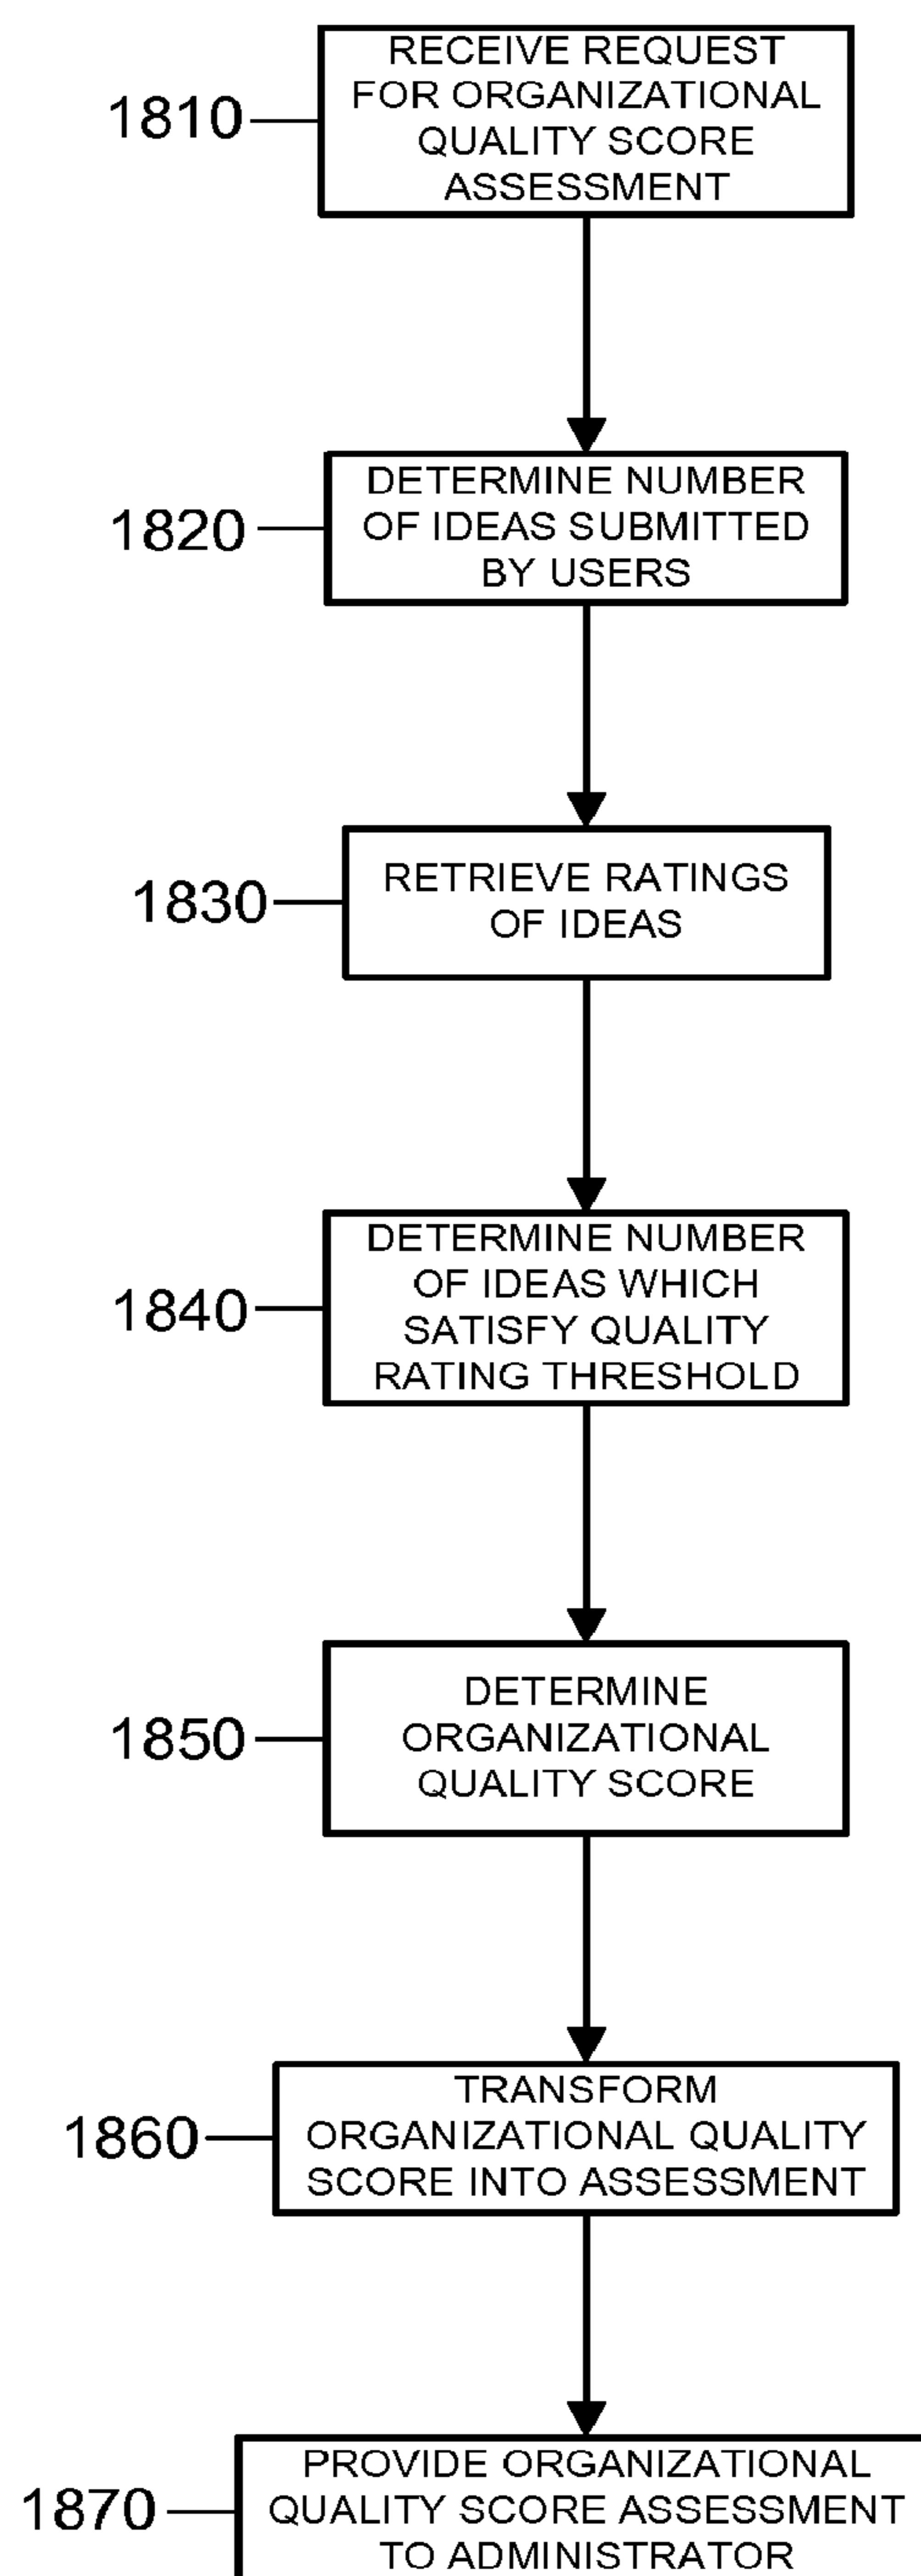 RECEIVE REQUEST
FOR ORGANIZATIONAL
QUALITY SCORE
ASSESSMENT
1810
DETERMINE NUMBER
OF IDEAS SUBMITTED
BY USERS
1820
RETRIEVE RATINGS
OF IDEAS
1830
DETERMINE NUMBER
OF IDEAS WHICH
SATISFY QUALITY
RATING THRESHOLD
1840
DETERMINE
ORGANIZATIONAL
QUALITY SCORE
1850
TRANSFORM
ORGANIZATIONAL QUALITY
SCORE INTO ASSESSMENT
1860
PROVIDE ORGANIZATIONAL
QUALITY SCORE ASSESSMENT
TO ADMINISTRATOR
1870